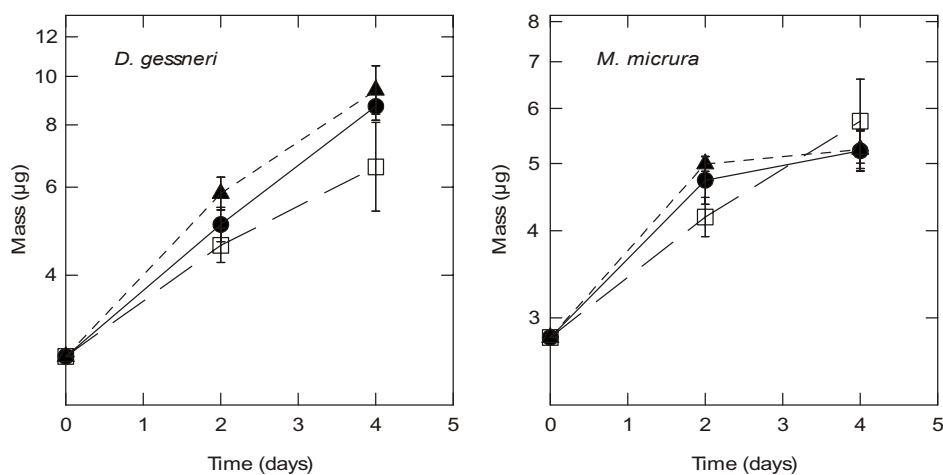 D. gessneri
12
10
8
6
4
Mass (µg)
0 1 2 3 4 5
Time (days)
M. micrura
8
7
6
5
4
3
Mass (µg)
0 1 2 3 4 5
Time (days)